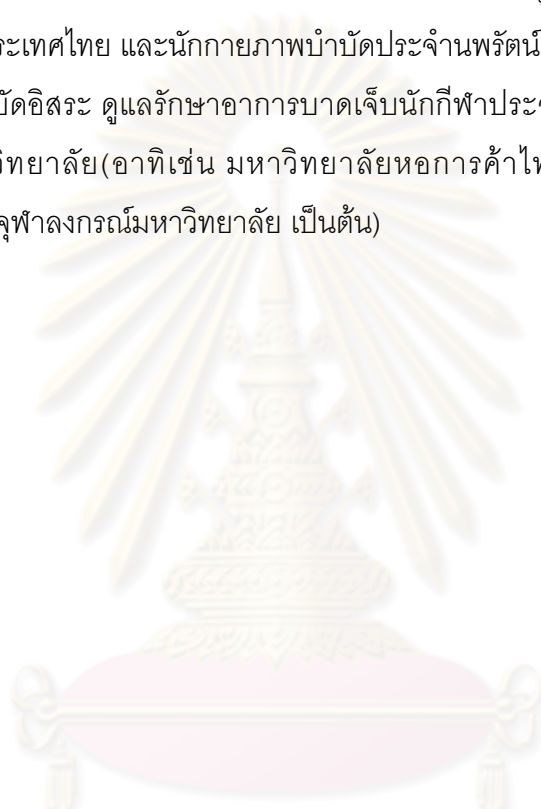 ระเทศไทย และนักกายภาพบำบัดประจำนพรัตน์
บัดอิสระ ดูแลรักษาอาการบาดเจ็บนักกีฬาประจ
วิทยาลัย(อาทิเช่น มหาวิทยาลัยหอการค้าไท
จุฬาลงกรณ์มหาวิทยาลัย เป็นต้น)